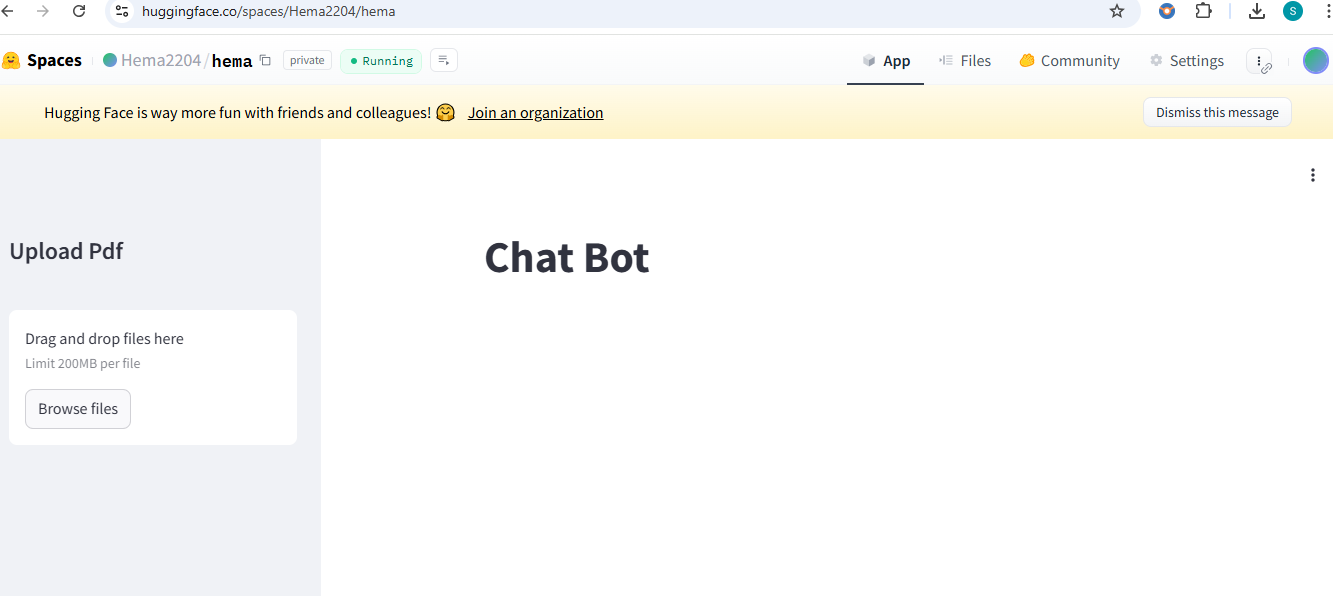 huggingface.co/spaces/Hema2204/hema
S
Spaces Hema2204/hema private Running App Files Community Settings
Hugging Face is way more fun with friends and colleagues! 🤗 Join an organization Dismiss this message
Upload Pdf
Chat Bot
Drag and drop files here
Limit 200MB per file
Browse files